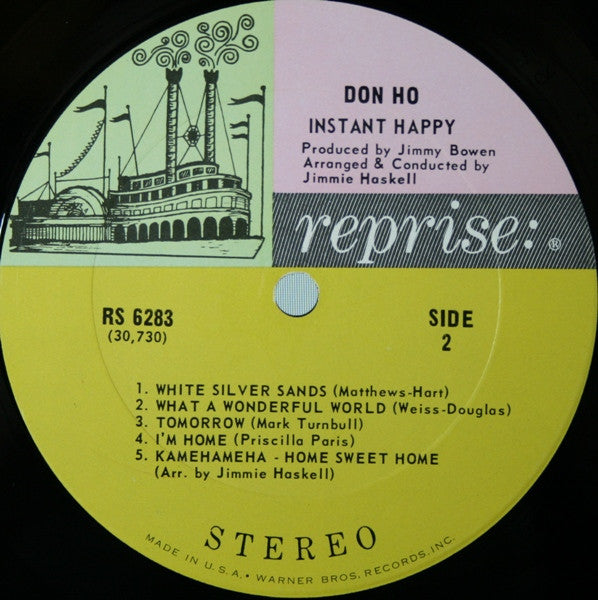 DON HO
INSTANT HAPPY
Produced by Jimmy Bowen
Arranged & Conducted by
Jimmie Haskell
reprise: ®
RS 6283
(30,730)
SIDE
2
1. WHITE SILVER SANDS (Matthews-Hart)
2. WHAT A WONDERFUL WORLD (Weiss-Douglas)
3. TOMORROW (Mark Turnbull)
4. I'M HOME (Priscilla Paris)
5. KAMEHAMEHA - HOME SWEET HOME
(Arr. by Jimmie Haskell)
STEREO
MADE IN U.S.A. • WARNER BROS. RECORDS, INC.